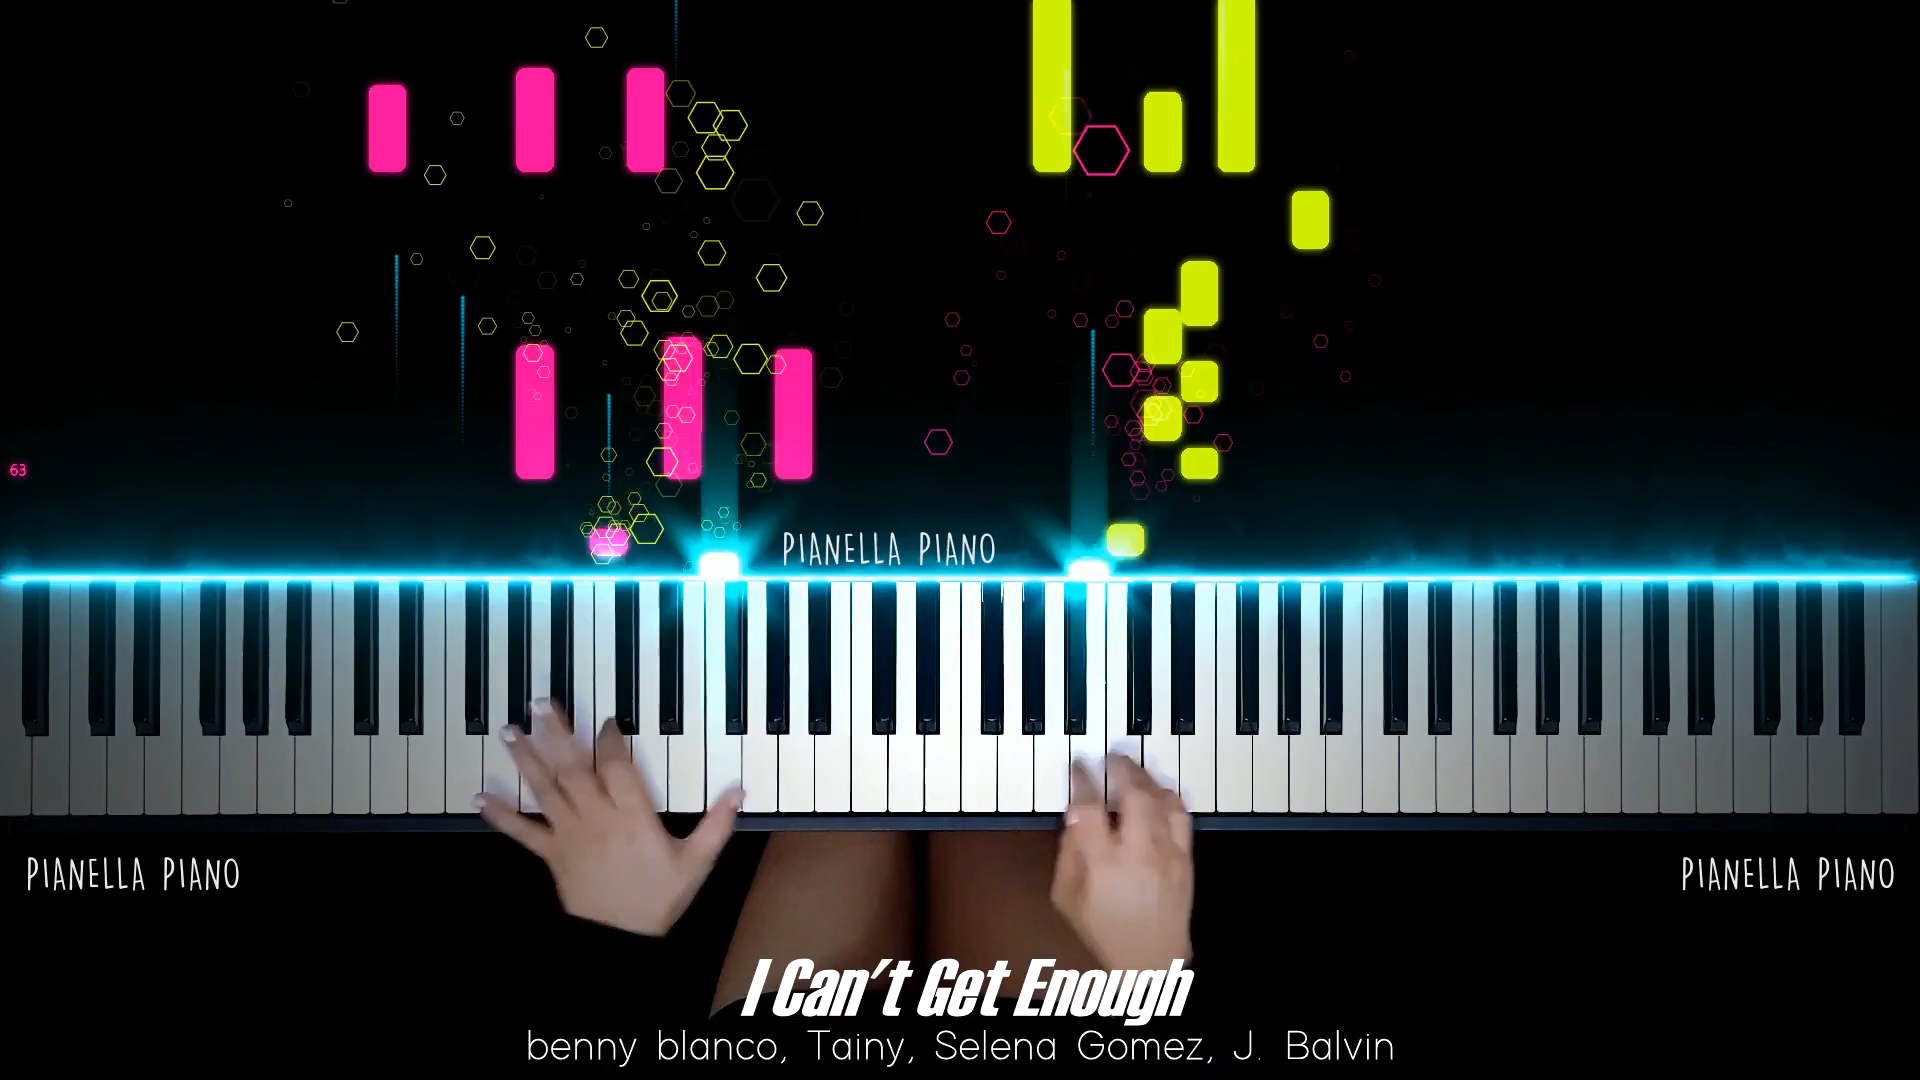 63
PIANELLA PIANO
PIANELLA PIANO
PIANELLA PIANO
I Can't Get Enough
benny blanco, Tainy, Selena Gomez, J. Balvin